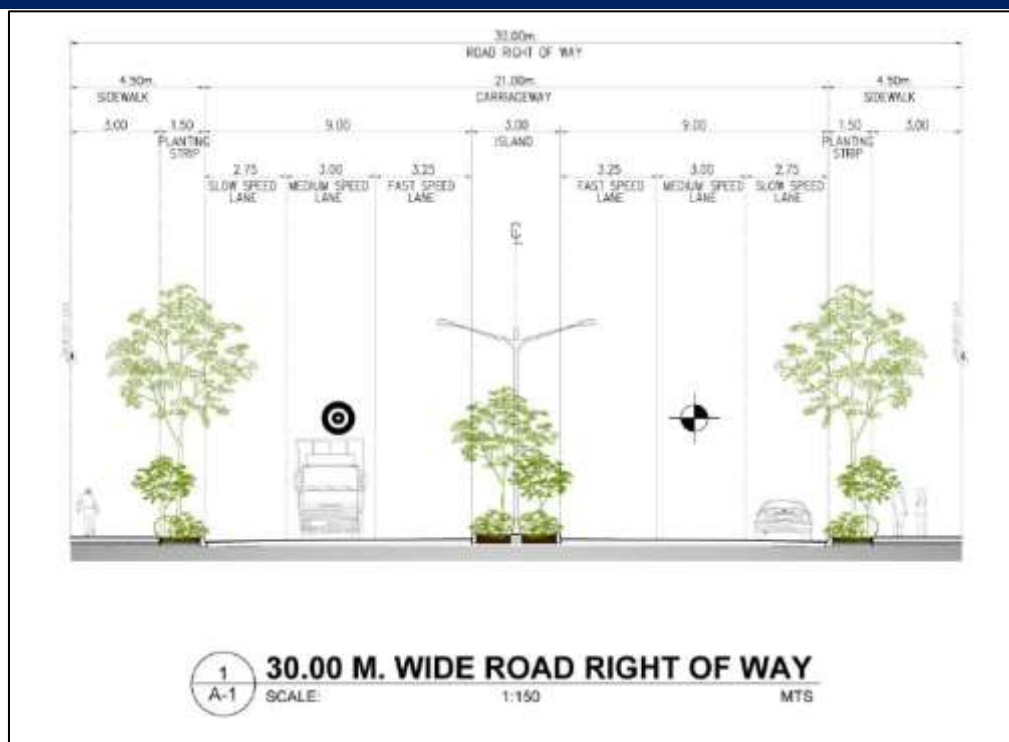 30.00m.
ROAD RIGHT OF WAY
4.50m. 21.00m. 4.50m.
SIDEWALK CARRIAGEWAY SIDEWALK
3.00 1.50 9.00 3.00 9.00 1.50 3.00
PLANTING ISLAND PLANTING
STRIP STRIP
2.75 3.00 3.25 3.25 3.00 2.75
SLOW SPEED MEDIUM SPEED FAST SPEED FAST SPEED MEDIUM SPEED SLOW SPEED
LANE LANE LANE LANE LANE LANE
1
A-1
30.00 M. WIDE ROAD RIGHT OF WAY
SCALE: 1:150 MTS